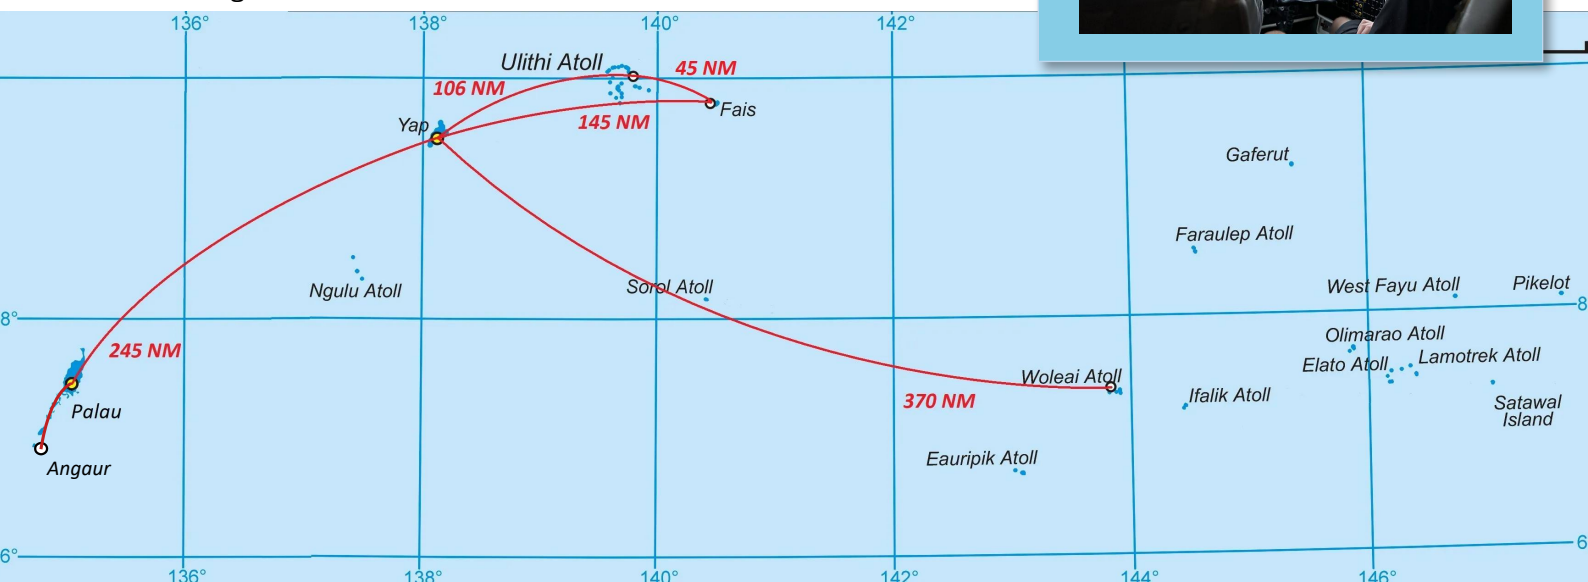 136°
138°
140°
142°
Ulithi Atoll
45 NM
106 NM
Fais
145 NM
Yap
Gaferut
Faraulep Atoll
Ngulu Atoll
Sorol Atoll
West Fayu Atoll
Pikelot
8°
8
Olimarao Atoll
245 NM
Elato Atoll
Lamotrek Atoll
Woleai Atoll
370 NM
Ifalik Atoll
Satawal
Island
Palau
Angaur
Eauripik Atoll
6°
6
136°
138°
140°
142°
144°
146°